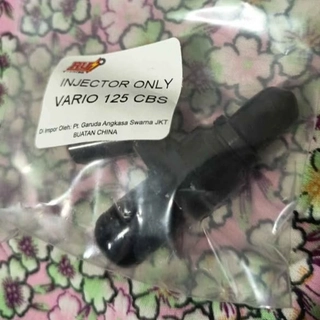 INJECTOR ONLY
VARIO 125 CBS
Di Impor Oleh: Pt. Garuda Angkasa Swarna JKT
BUATAN CHINA